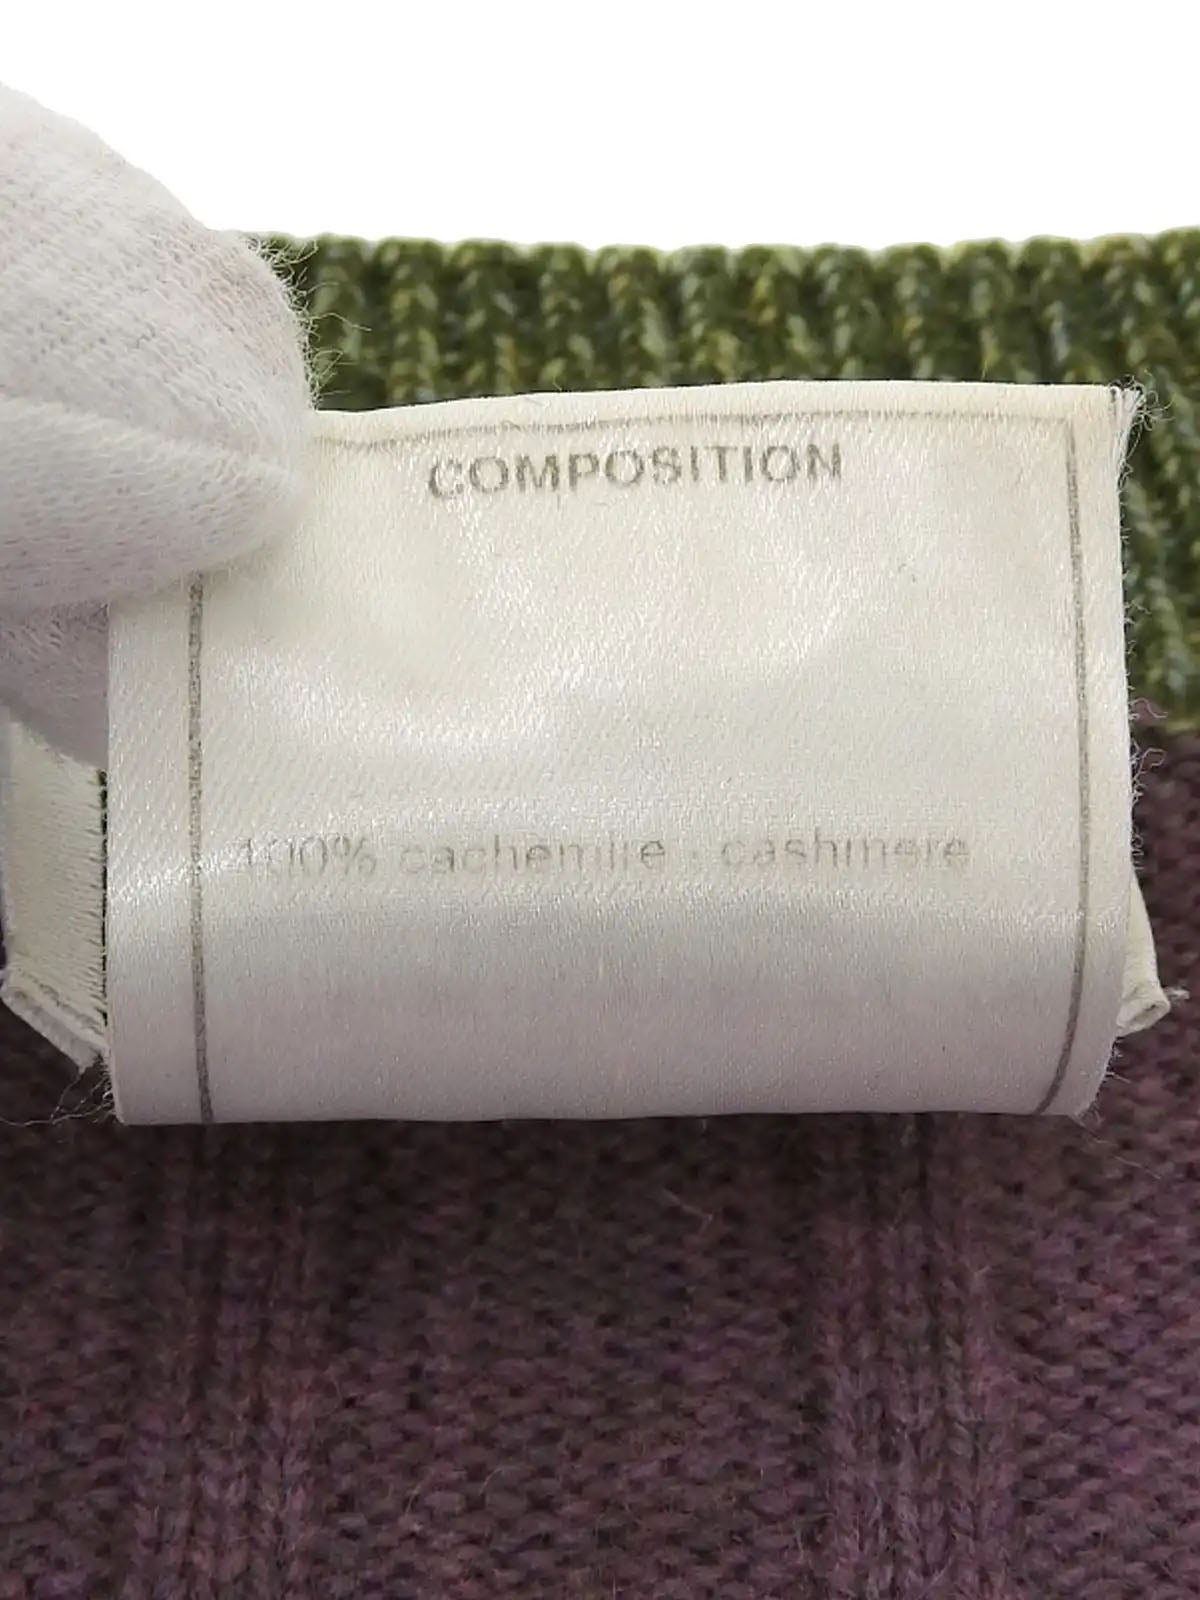 COMPOSITION
100% cachemire - cashmere